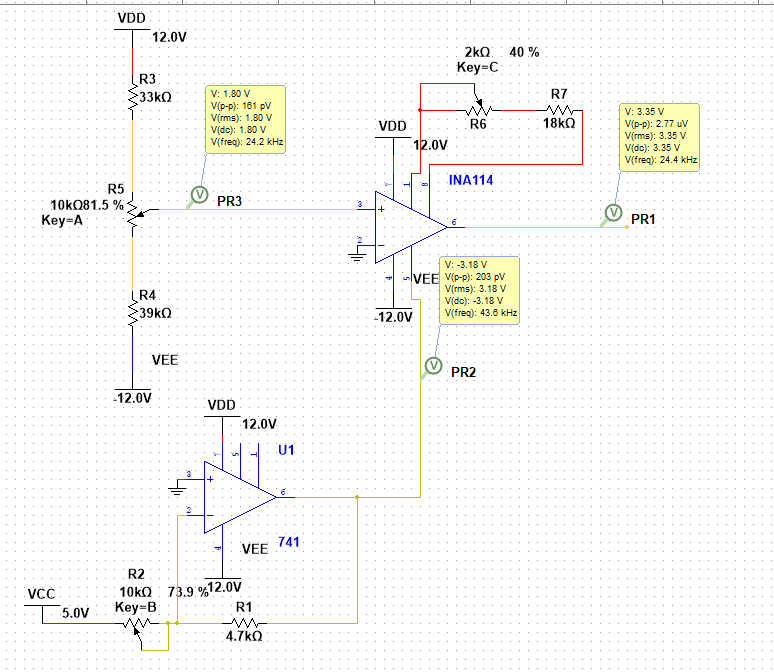 VDD
12.0V
R3
33kΩ
R5
10kΩ81.5 %
Key=A
V: 1.80 V
V(p-p): 161 pV
V(rms): 1.80 V
V(dc): 1.80 V
V(freq): 24.2 kHz
PR3
R4
39kΩ
VEE
-12.0V
2kΩ 40 %
Key=C
R6
R7
18kΩ
VDD
12.0V
INA114
7
1
8
3
+
2
−
6
4
5
VEE
-12.0V
V: 3.35 V
V(p-p): 2.77 uV
V(rms): 3.35 V
V(dc): 3.35 V
V(freq): 24.4 kHz
PR1
V: -3.18 V
V(p-p): 203 pV
V(rms): 3.18 V
V(dc): -3.18 V
V(freq): 43.6 kHz
PR2
VDD
12.0V
U1
7
5
1
3
+
2
−
6
4
741
VEE
12.0V
R2
10kΩ 73.9 %
Key=B
VCC
5.0V
R1
4.7kΩ
V
V
V